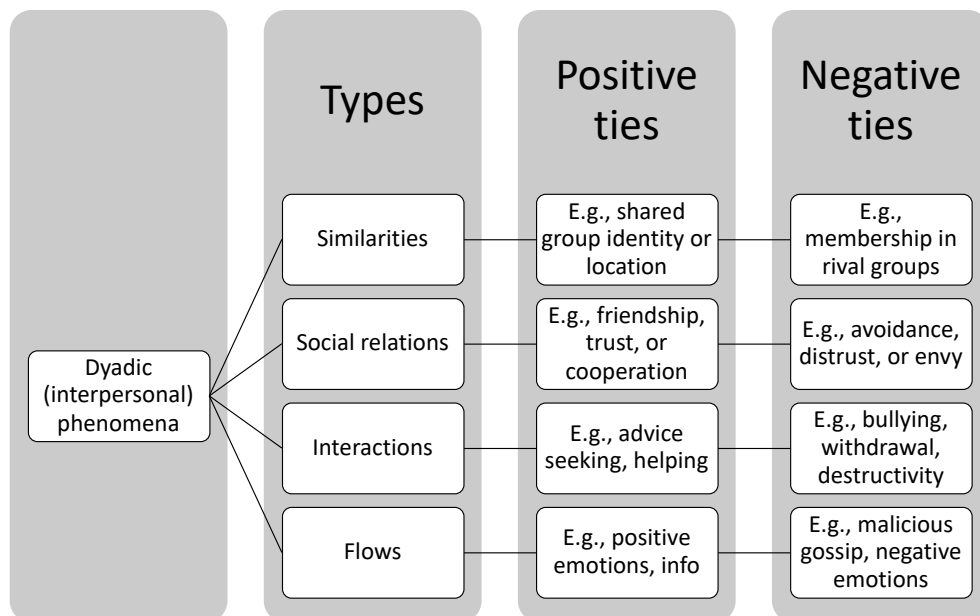 Types
Positive
ties
Negative
ties
Dyadic
(interpersonal)
phenomena
Similarities
E.g., shared
group identity or
location
E.g.,
membership in
rival groups
Social relations
E.g., friendship,
trust, or
cooperation
E.g., avoidance,
distrust, or envy
Interactions
E.g., advice
seeking, helping
E.g., bullying,
withdrawal,
destructivity
Flows
E.g., positive
emotions, info
E.g., malicious
gossip, negative
emotions